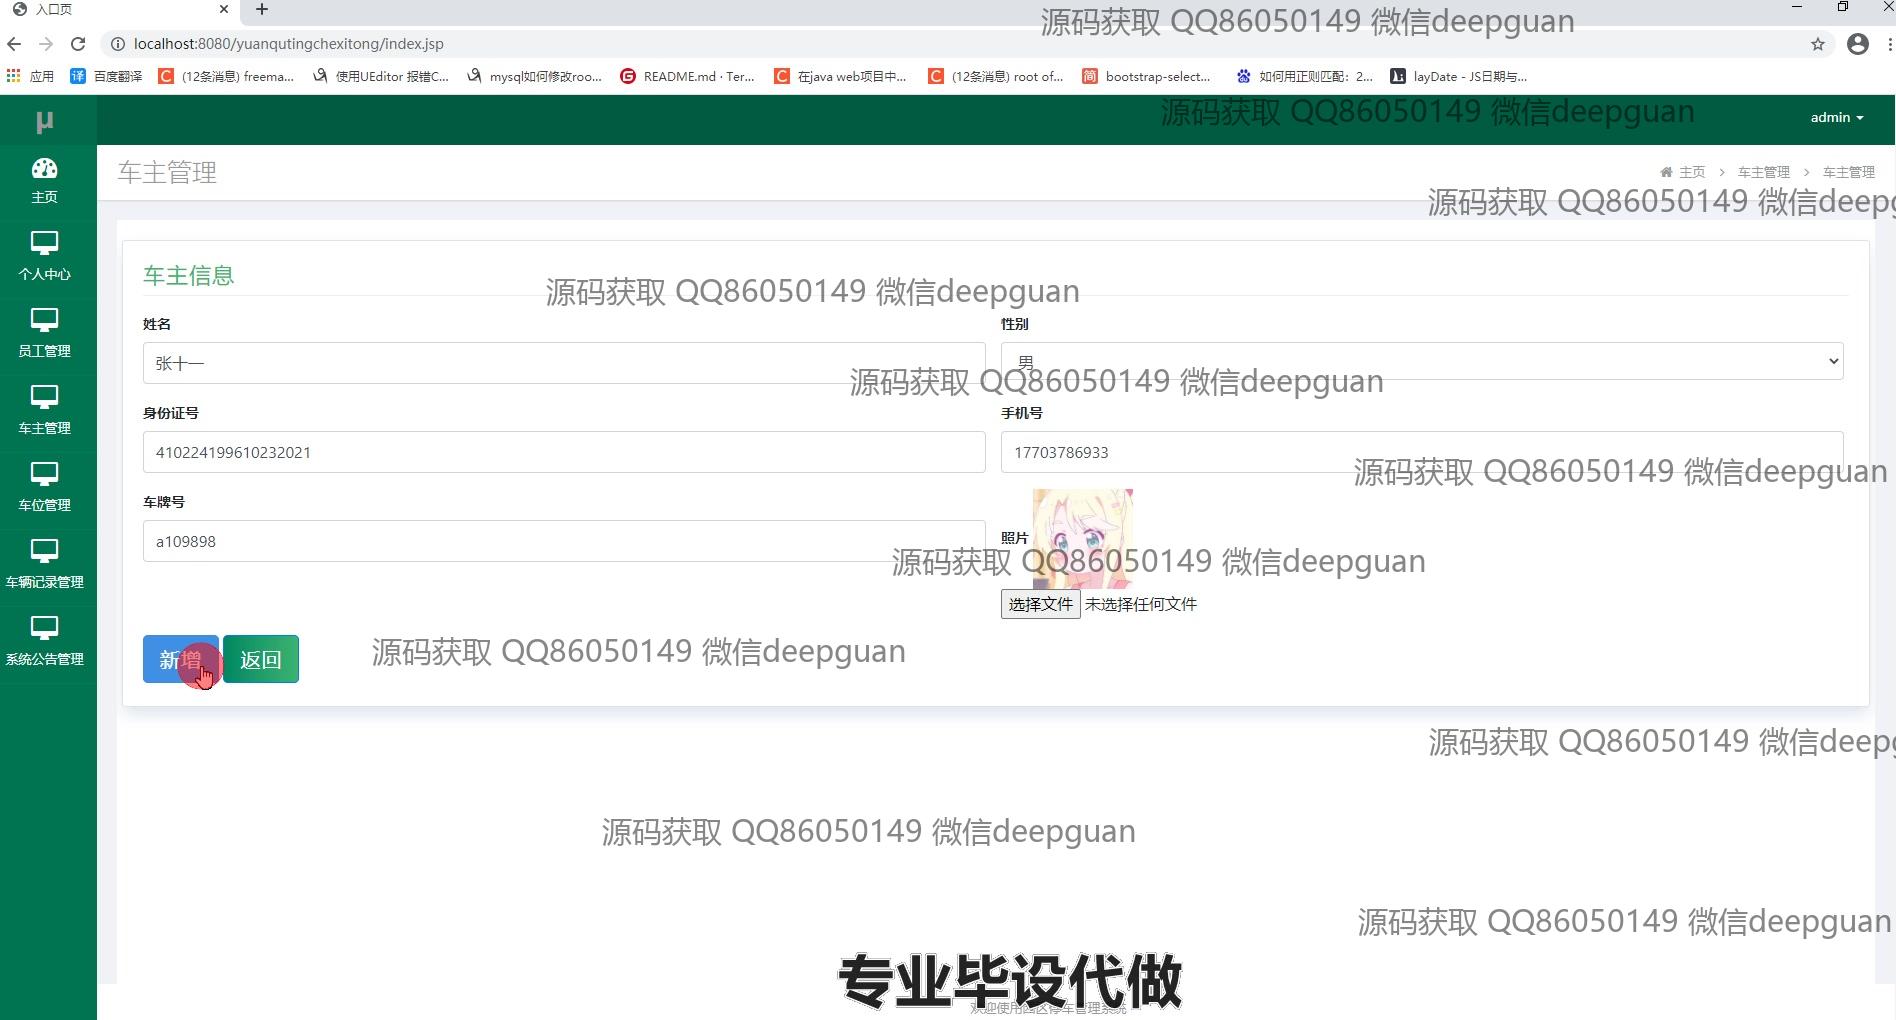 入口页
源码获取 QQ86050149 微信deepguan
localhost:8080/yuanqutingchexitong/index.jsp
应用 百度翻译 (12条消息) freema... 使用UEditor 报错C... mysql如何修改roo... README.md · Ter... 在java web项目中... (12条消息) root of... bootstrap-select... 如何用正则匹配：2... layDate - JS日期与...
源码获取 QQ86050149 微信deepguan
μ
admin
车主管理
主页 > 车主管理 > 车主管理
主页
源码获取 QQ86050149 微信deepg
个人中心
车主信息
源码获取 QQ86050149 微信deepguan
姓名 性别
员工管理
张十一 男
源码获取 QQ86050149 微信deepguan
身份证号 手机号
车主管理
410224199610232021 17703786933
源码获取 QQ86050149 微信deepguan
车牌号
车位管理
a109898
照片
源码获取 QQ86050149 微信deepguan
车辆记录管理
选择文件 未选择任何文件
新增 返回
源码获取 QQ86050149 微信deepguan
系统公告管理
源码获取 QQ86050149 微信deepg
源码获取 QQ86050149 微信deepguan
源码获取 QQ86050149 微信deepguan
专业毕设代做
欢迎使用园区停车管理系统